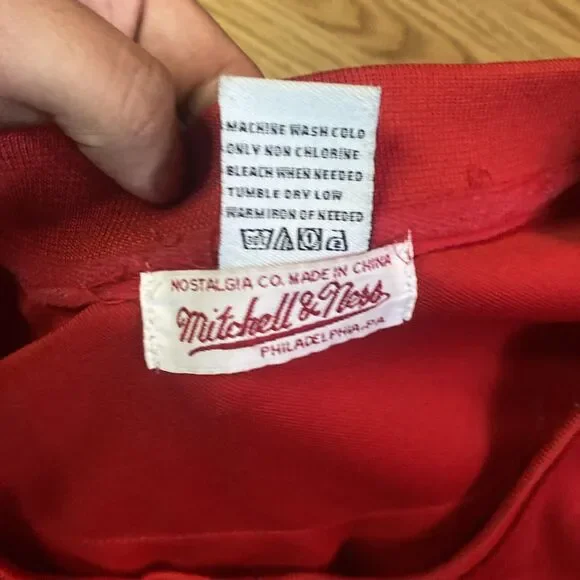 MACHINE WASH COLD
ONLY NON CHLORINE
BLEACH WHEN NEEDED
TUMBLE DRY LOW
WARM IRON OF NEEDED
NOSTALGIA CO. MADE IN CHINA
Mitchell & Ness
PHILADELPHIA, PA